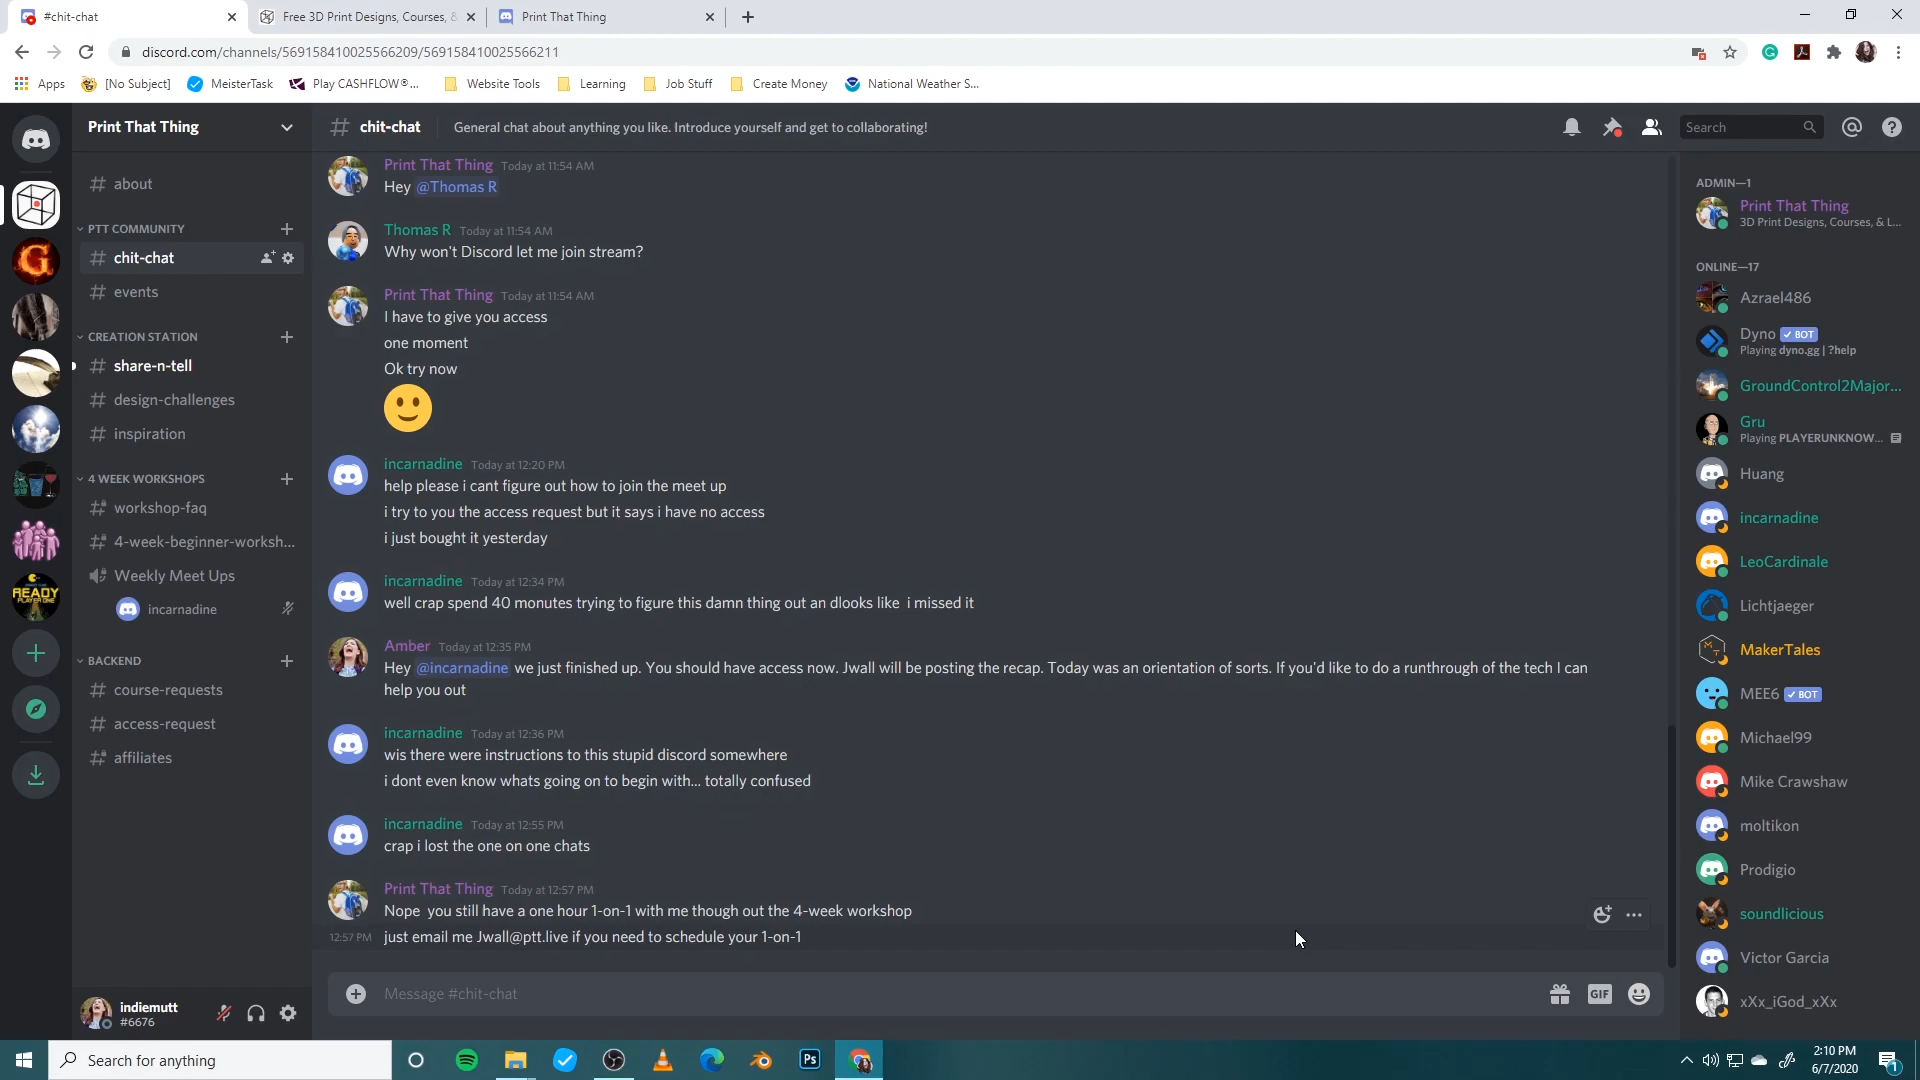 #chit-chat
Free 3D Print Designs, Courses, &
Print That Thing
discord.com/channels/569158410025566209/569158410025566211
Apps
[No Subject]
MeisterTask
Play CASHFLOW®...
Website Tools
Learning
Job Stuff
Create Money
National Weather S...
Print That Thing
# chit-chat
General chat about anything you like. Introduce yourself and get to collaborating!
Search
# about
PTT COMMUNITY
# chit-chat
# events
CREATION STATION
# share-n-tell
# design-challenges
# inspiration
4 WEEK WORKSHOPS
workshop-faq
4-week-beginner-worksh...
Weekly Meet Ups
incarnadine
BACKEND
# course-requests
# access-request
affiliates
READY
PLAYER ONE
indiemutt
#6676
Print That Thing Today at 11:54 AM
Hey @Thomas R
Thomas R Today at 11:54 AM
Why won't Discord let me join stream?
Print That Thing Today at 11:54 AM
I have to give you access
one moment
Ok try now
incarnadine Today at 12:20 PM
help please i cant figure out how to join the meet up
i try to you the access request but it says i have no access
i just bought it yesterday
incarnadine Today at 12:34 PM
well crap spend 40 monutes trying to figure this damn thing out an dlooks like  i missed it
Amber Today at 12:35 PM
Hey @incarnadine we just finished up. You should have access now. Jwall will be posting the recap. Today was an orientation of sorts. If you'd like to do a runthrough of the tech I can
help you out
incarnadine Today at 12:36 PM
wis there were instructions to this stupid discord somewhere
i dont even know whats going on to begin with... totally confused
incarnadine Today at 12:55 PM
crap i lost the one on one chats
Print That Thing Today at 12:57 PM
Nope  you still have a one hour 1-on-1 with me though out the 4-week workshop
12:57 PM just email me Jwall@ptt.live if you need to schedule your 1-on-1
Message #chit-chat
GIF
ADMIN—1
Print That Thing
3D Print Designs, Courses, & L...
ONLINE—17
Azrael486
Dyno BOT
Playing dyno.gg | ?help
GroundControl2Major...
Gru
Playing PLAYERUNKNOW...
Huang
incarnadine
LeoCardinale
Lichtjaeger
MakerTales
MEE6 BOT
Michael99
Mike Crawshaw
moltikon
Prodigio
soundlicious
Victor Garcia
xXx_iGod_xXx
Search for anything
Ps
2:10 PM
6/7/2020
1